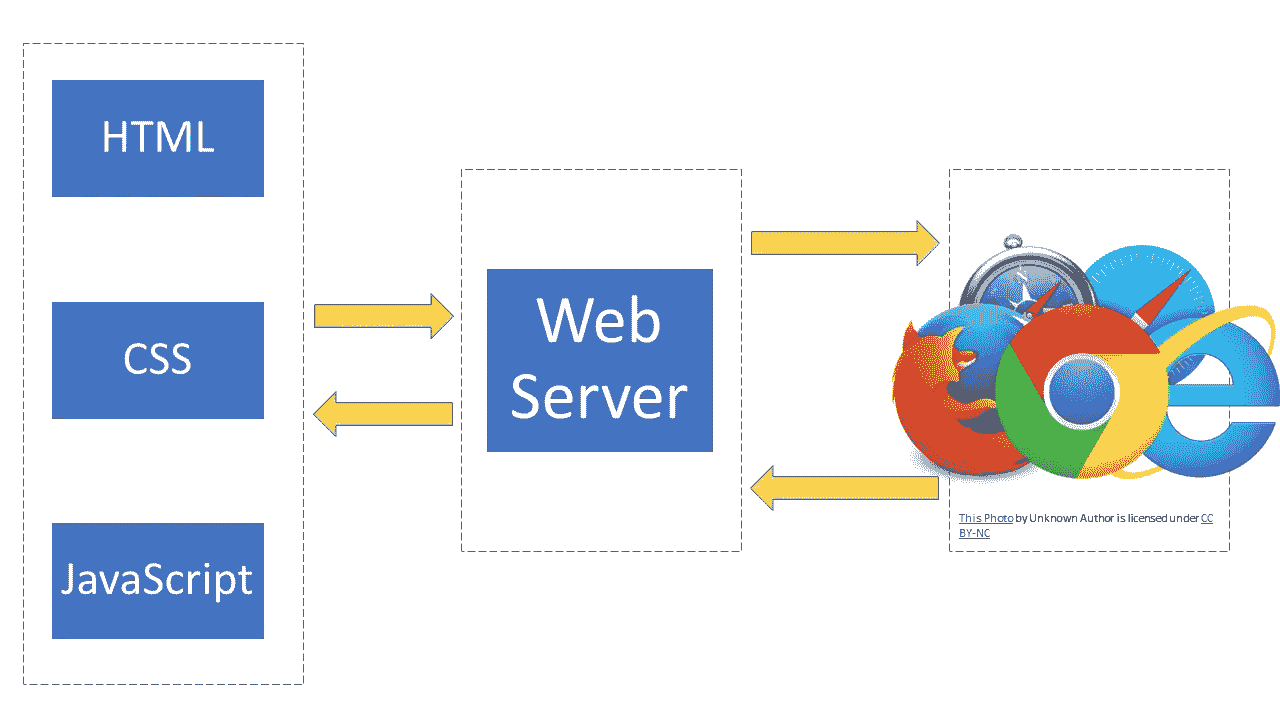 HTML
CSS
JavaScript
Web
Server
This Photo by Unknown Author is licensed under CC
BY-NC